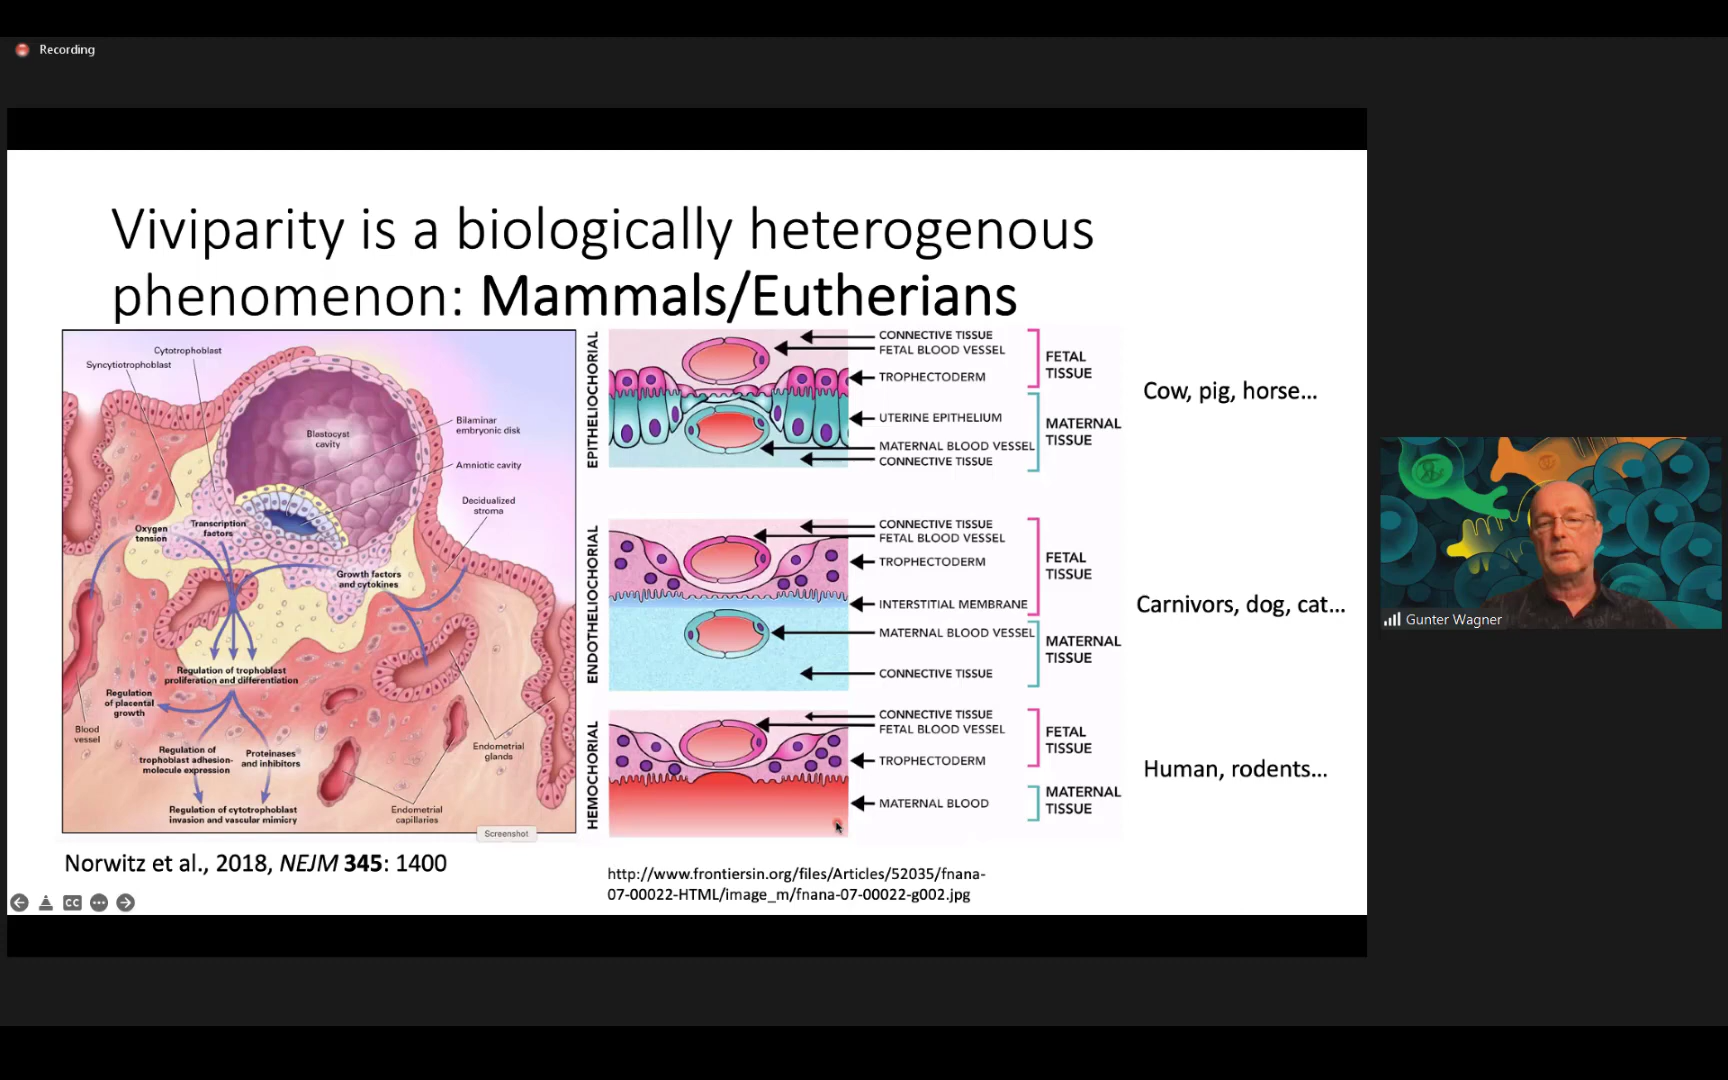 Recording
Viviparity is a biologically heterogenous
phenomenon: Mammals/Eutherians
Cytotrophoblast
Syncytiotrophoblast
Blastocyst
cavity
Bilaminar
embryonic disk
Amniotic cavity
Decidualized
stroma
Oxygen
tension
Transcription
factors
Growth factors
and cytokines
Regulation of trophoblast
proliferation and differentiation
Regulation
of placental
growth
Blood
vessel
Regulation of
trophoblast adhesion-
molecule expression
Proteinases
and inhibitors
Endometrial
glands
Regulation of cytotrophoblast
invasion and vascular mimicry
Endometrial
capillaries
Screenshot
Norwitz et al., 2018, NEJM 345: 1400
EPITHELIOCHORIAL
CONNECTIVE TISSUE
FETAL BLOOD VESSEL
TROPHECTODERM
UTERINE EPITHELIUM
MATERNAL BLOOD VESSEL
CONNECTIVE TISSUE
FETAL
TISSUE
MATERNAL
TISSUE
Cow, pig, horse...
ENDOTHELIOCHORIAL
CONNECTIVE TISSUE
FETAL BLOOD VESSEL
TROPHECTODERM
INTERSTITIAL MEMBRANE
MATERNAL BLOOD VESSEL
CONNECTIVE TISSUE
FETAL
TISSUE
MATERNAL
TISSUE
Carnivors, dog, cat...
HEMOCHORIAL
CONNECTIVE TISSUE
FETAL BLOOD VESSEL
TROPHECTODERM
MATERNAL BLOOD
FETAL
TISSUE
MATERNAL
TISSUE
Human, rodents...
http://www.frontiersin.org/files/Articles/52035/fnana-
07-00022-HTML/image_m/fnana-07-00022-g002.jpg
CC
Gunter Wagner